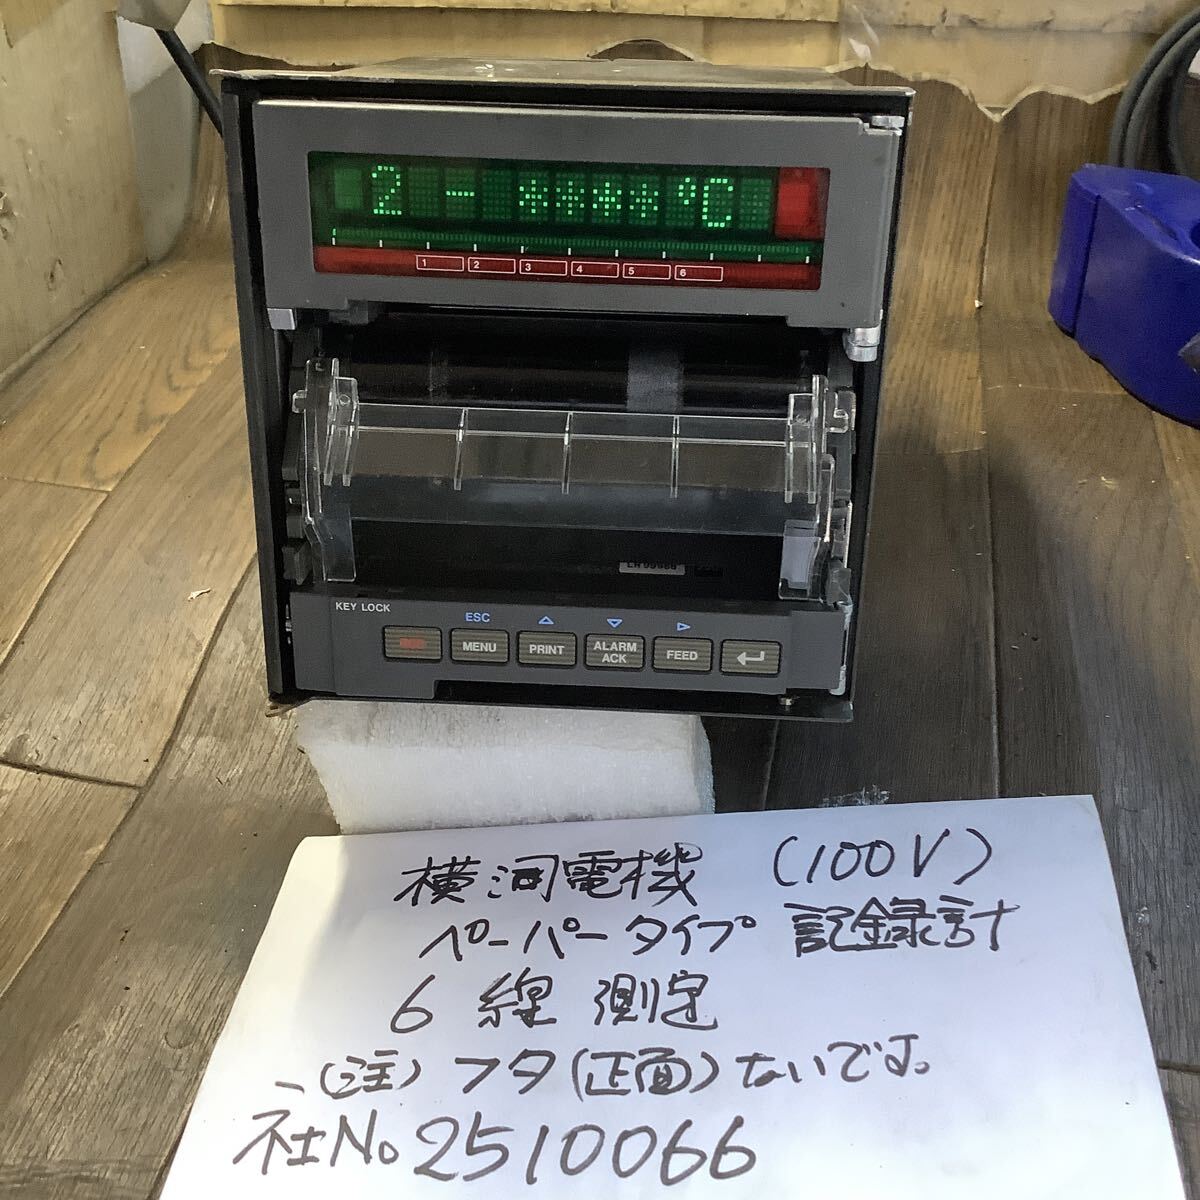 2 - ****°C
1 2 3 4 5 6
KEY LOCK
ESC
MENU PRINT ALARM ACK FEED
横河電機 (100V)
ペーパータイプ 記録計
6 線 測定
、(注) フタ(正面)ないです。
社No 2510066